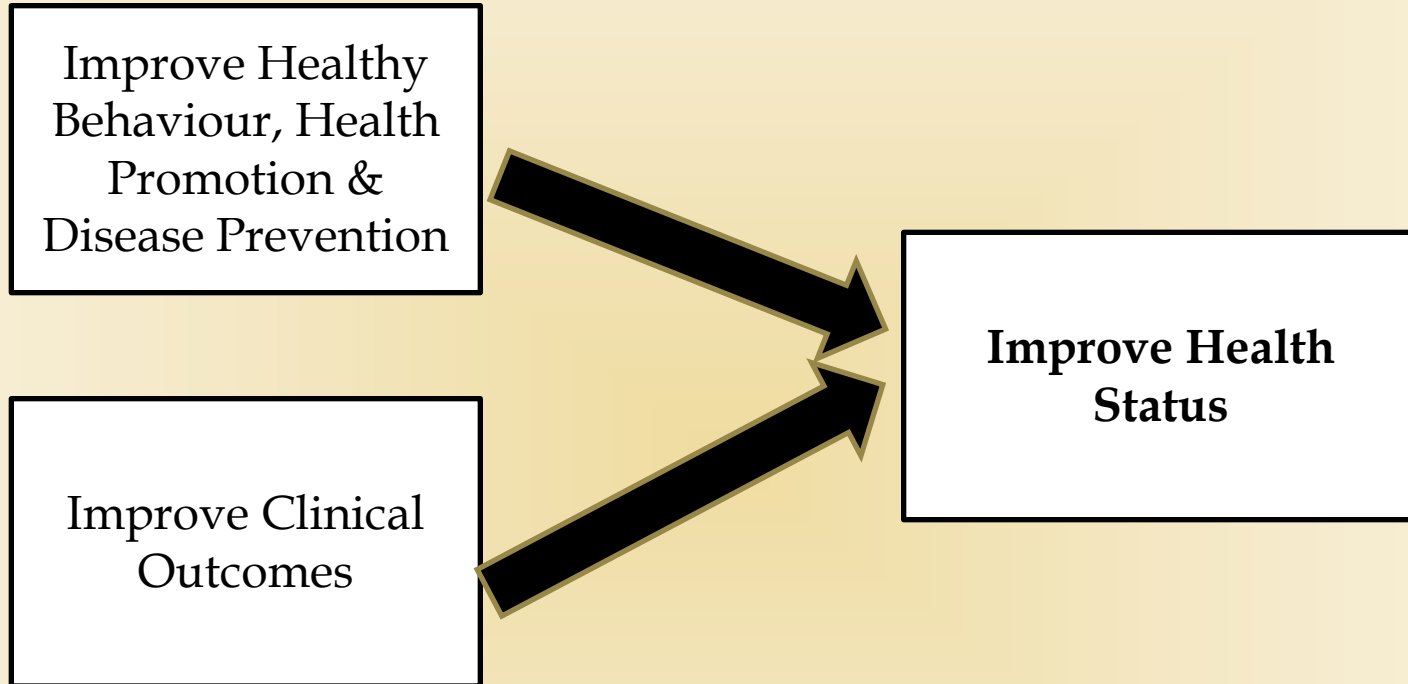 Improve Healthy
Behaviour, Health
Promotion &
Disease Prevention
Improve Clinical
Outcomes
Improve Health
Status